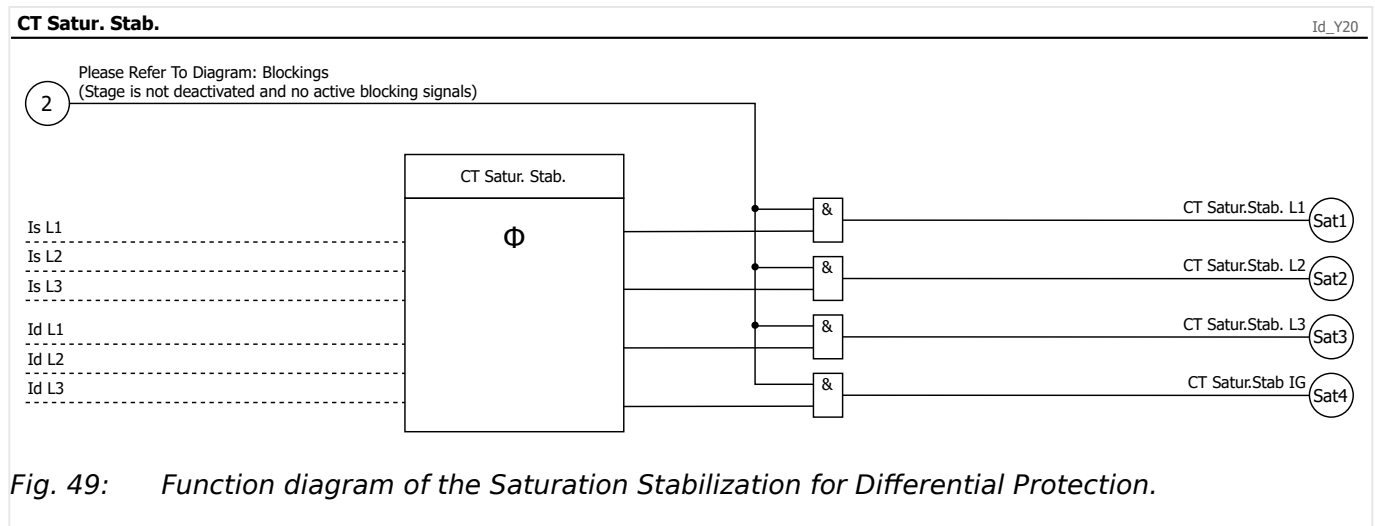 CT Satur. Stab.
Id_Y20
Please Refer To Diagram: Blockings
(Stage is not deactivated and no active blocking signals)
2
CT Satur. Stab.
Φ
Is L1
Is L2
Is L3
Id L1
Id L2
Id L3
&
CT Satur.Stab. L1
Sat1
&
CT Satur.Stab. L2
Sat2
&
CT Satur.Stab. L3
Sat3
&
CT Satur.Stab IG
Sat4
Fig. 49: Function diagram of the Saturation Stabilization for Differential Protection.